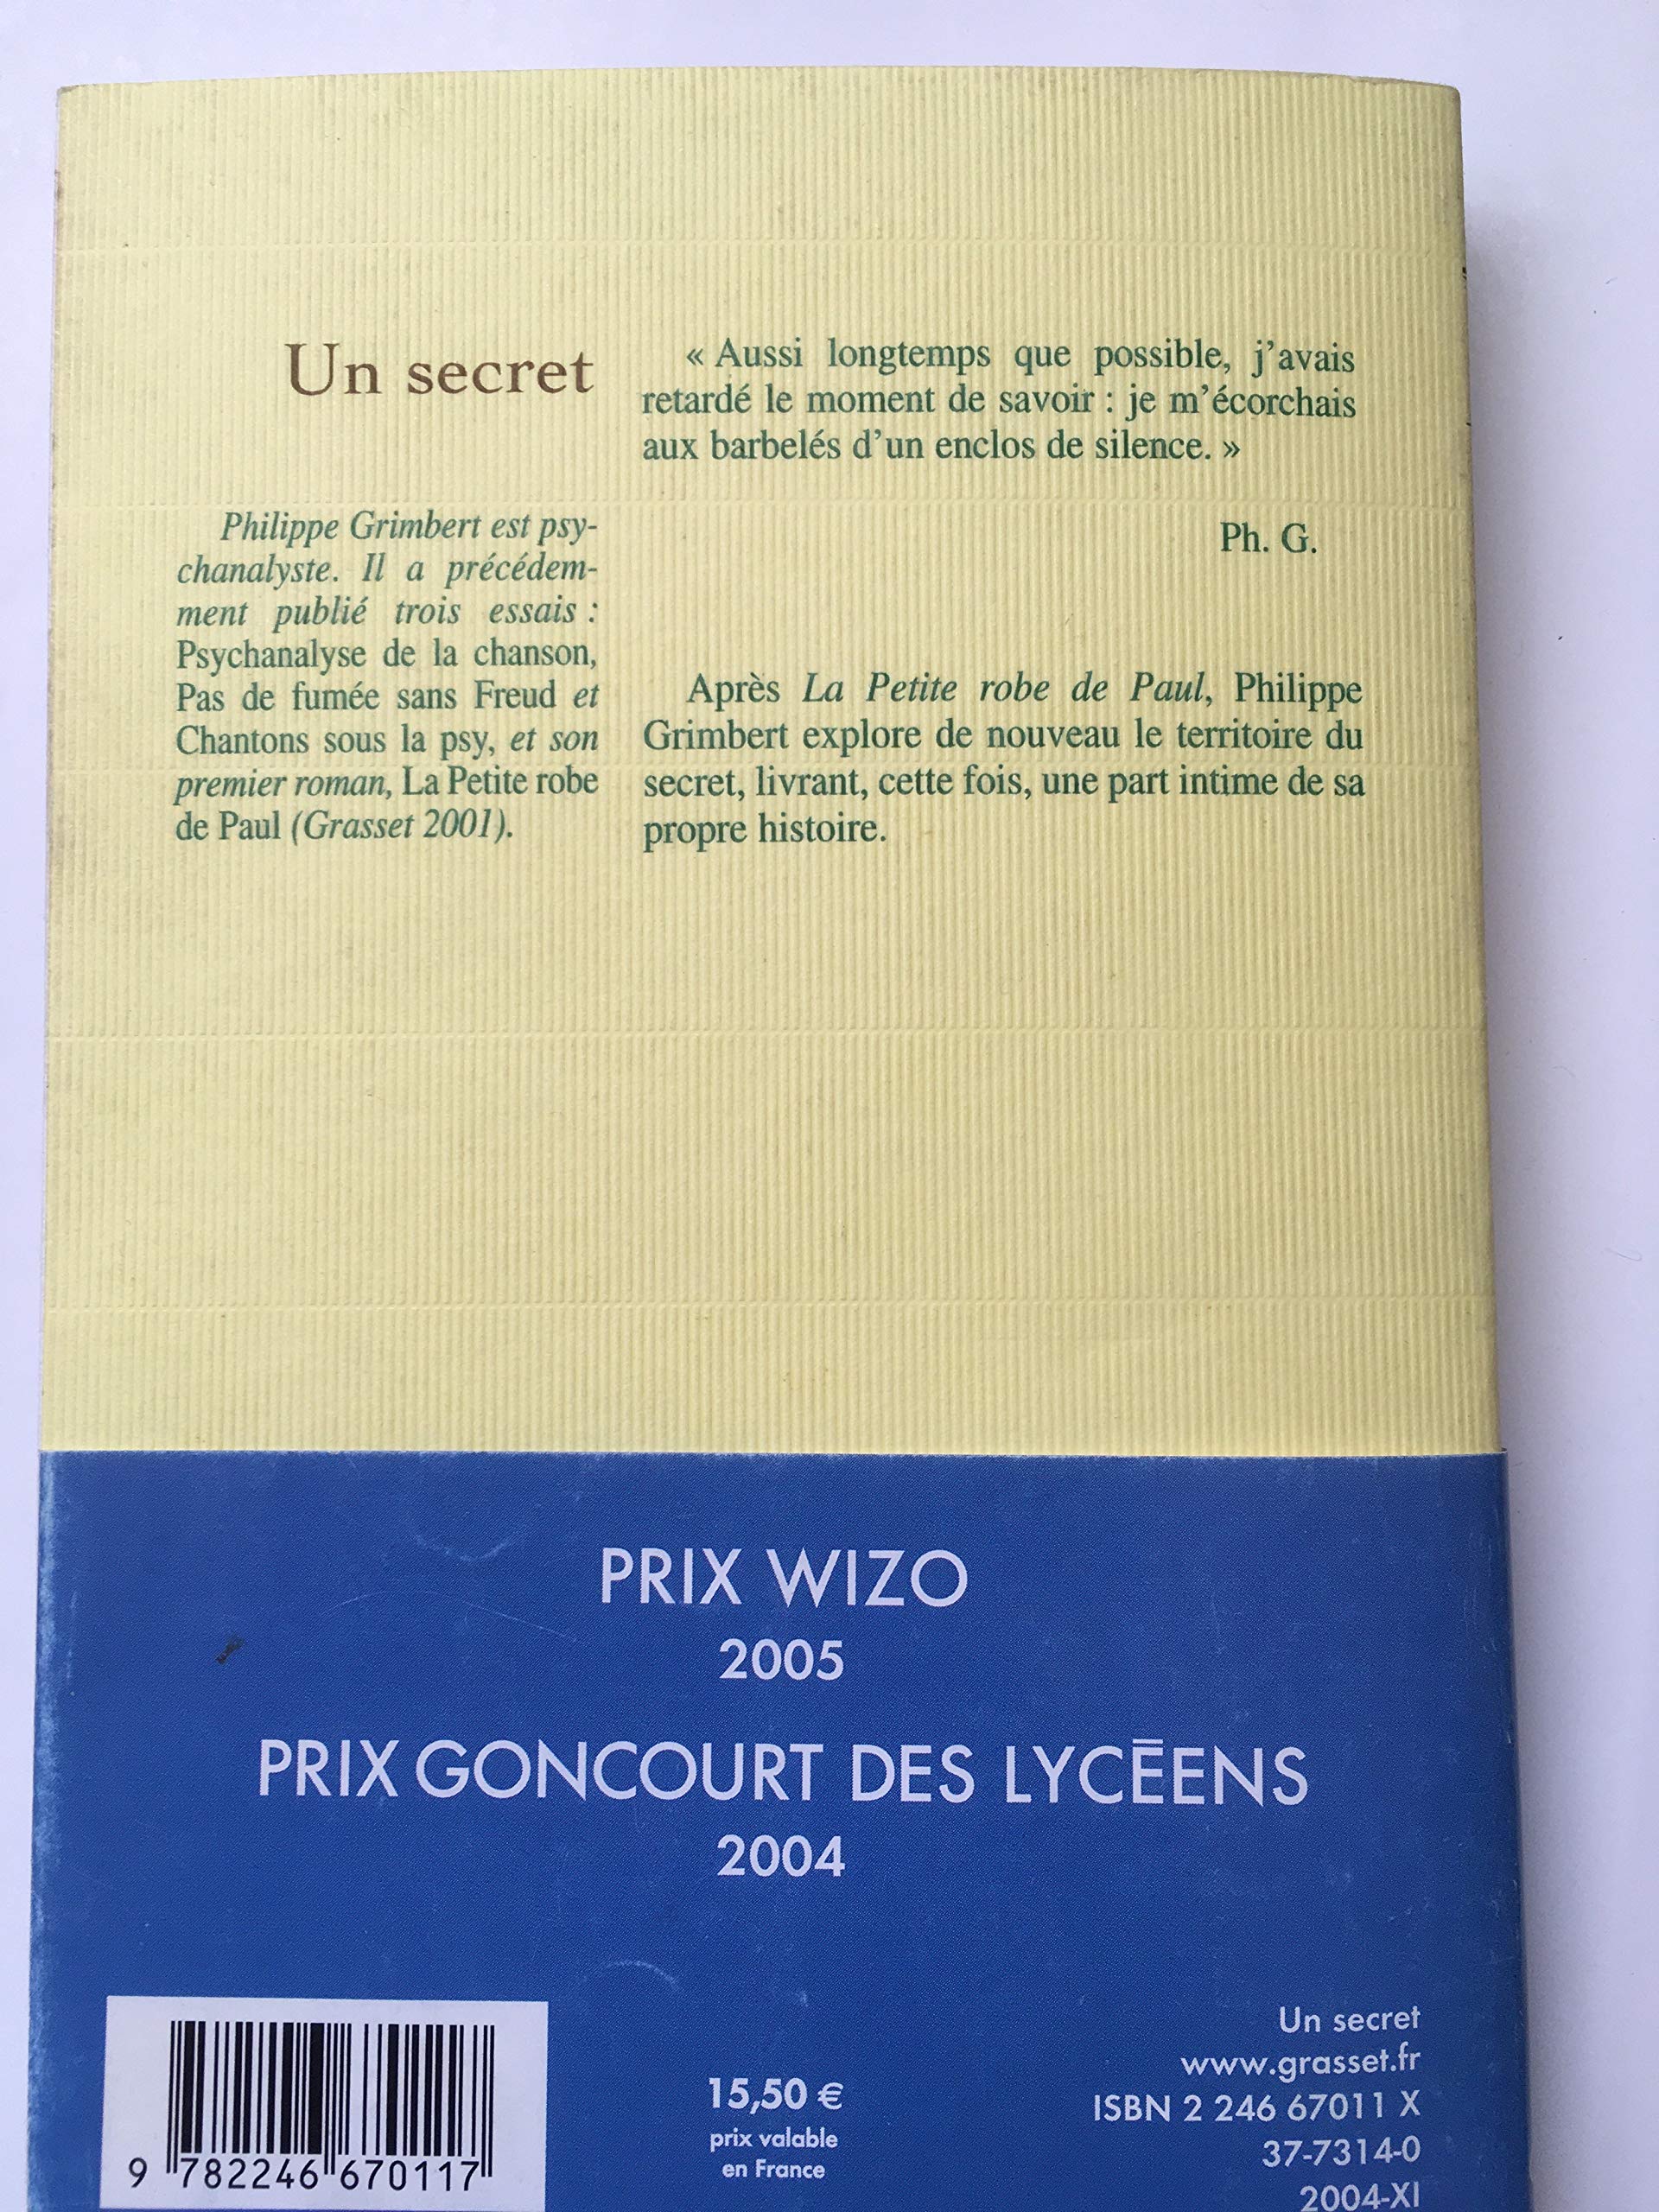 Un secret
Philippe Grimbert est psy-
chanalyste. Il a précédem-
ment publié trois essais :
Psychanalyse de la chanson,
Pas de fumée sans Freud et
Chantons sous la psy, et son
premier roman, La Petite robe
de Paul (Grasset 2001).
« Aussi longtemps que possible, j'avais
retardé le moment de savoir : je m'écorchais
aux barbelés d'un enclos de silence. »
Ph. G.
Après La Petite robe de Paul, Philippe
Grimbert explore de nouveau le territoire du
secret, livrant, cette fois, une part intime de sa
propre histoire.
PRIX WIZO
2005
PRIX GONCOURT DES LYCÉENS
2004
9 782246 670117
15,50 €
prix valable
en France
Un secret
www.grasset.fr
ISBN 2 246 67011 X
37-7314-0
2004-XI